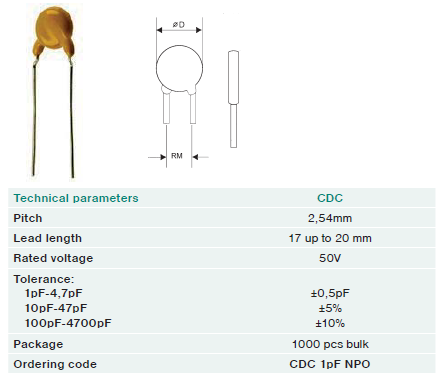 øD
RM
Technical parameters CDC
Pitch 2,54mm
Lead length 17 up to 20 mm
Rated voltage 50V
Tolerance:
1pF-4,7pF ±0,5pF
10pF-47pF ±5%
100pF-4700pF ±10%
Package 1000 pcs bulk
Ordering code CDC 1pF NPO